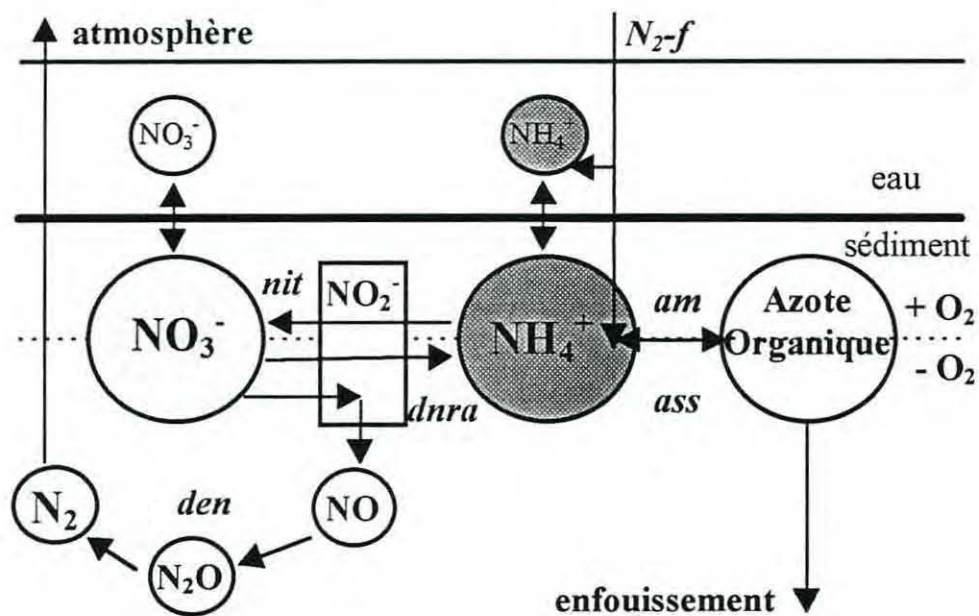 atmosphère
N₂-f
NO₃⁻
NH₄⁺
eau
sédiment
nit
NO₂⁻
am
Azote
Organique
+ O₂
- O₂
NO₃⁻
NH₄⁺
dnra
ass
N₂
den
NO
N₂O
enfouissement